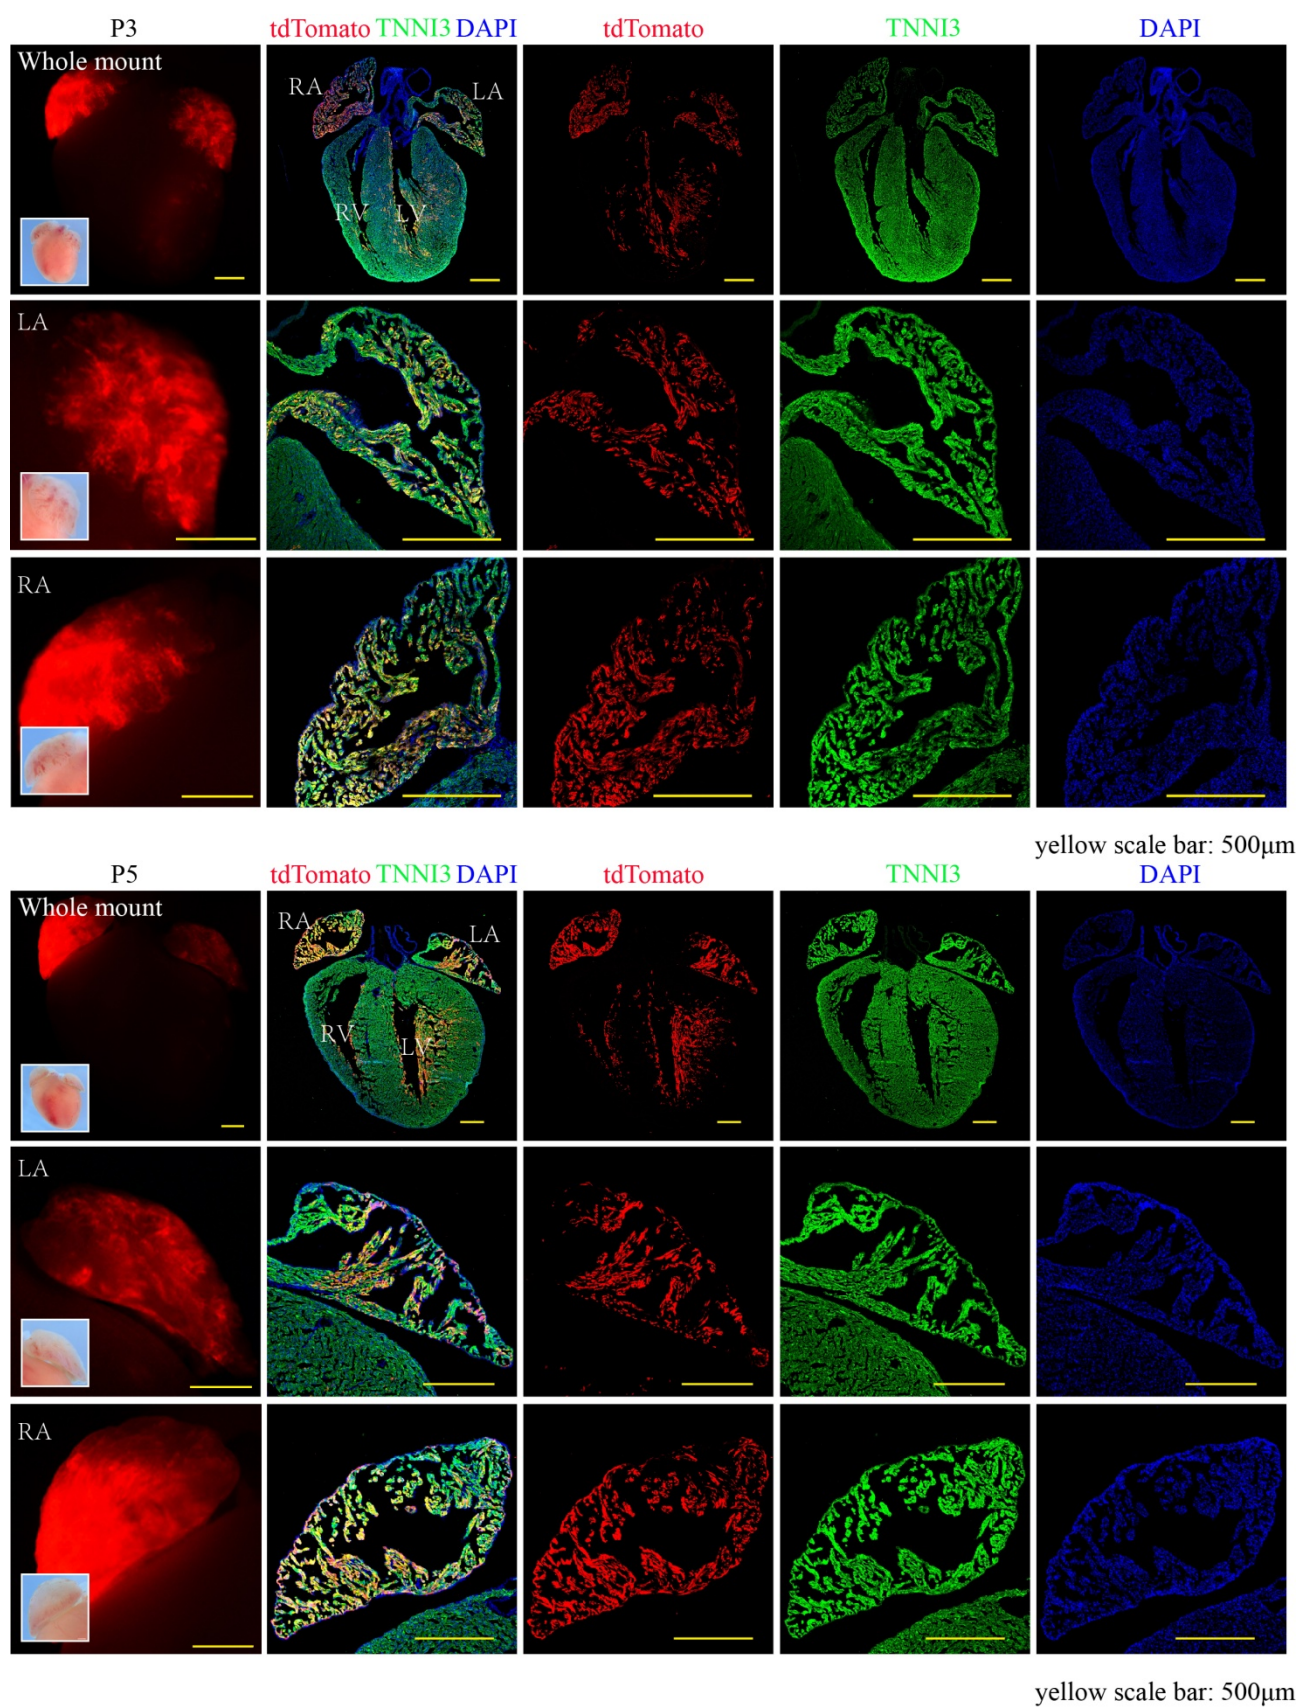 P3 tdTomato TNNI3 DAPI tdTomato TNNI3 DAPI
Whole mount
RA LA
RV LV
LA
RA
yellow scale bar: 500μm
P5 tdTomato TNNI3 DAPI tdTomato TNNI3 DAPI
Whole mount
RA LA
RV LV
LA
RA
yellow scale bar: 500μm